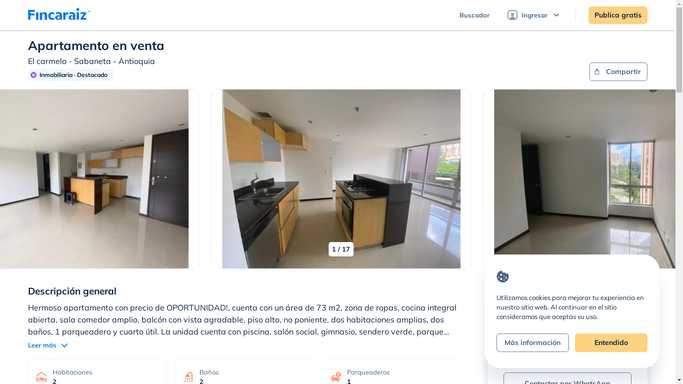 Fincaraiz
Buscador
Ingresar
Publica gratis
Apartamento en venta
El carmelo - Sabaneta - Antioquia
Inmobiliaria · Destacado
Compartir
1 / 17
Descripción general
Hermoso apartamento con precio de OPORTUNIDAD!, cuenta con un área de 73 m2, zona de ropas, cocina integral
abierta, sala comedor amplio, balcón con vista agradable, piso alto, no poniente, dos habitaciones amplias, dos
baños, 1 parqueadero y cuarto útil. La unidad cuenta con piscina, salón social, gimnasio, sendero verde, parque...
Leer más
Habitaciones
2
Baños
2
Parqueaderos
1
Utilizamos cookies para mejorar tu experiencia en
nuestro sitio web. Al continuar en el sitio
consideramos que aceptas su uso.
Más información
Entendido
Contactar por WhatsApp